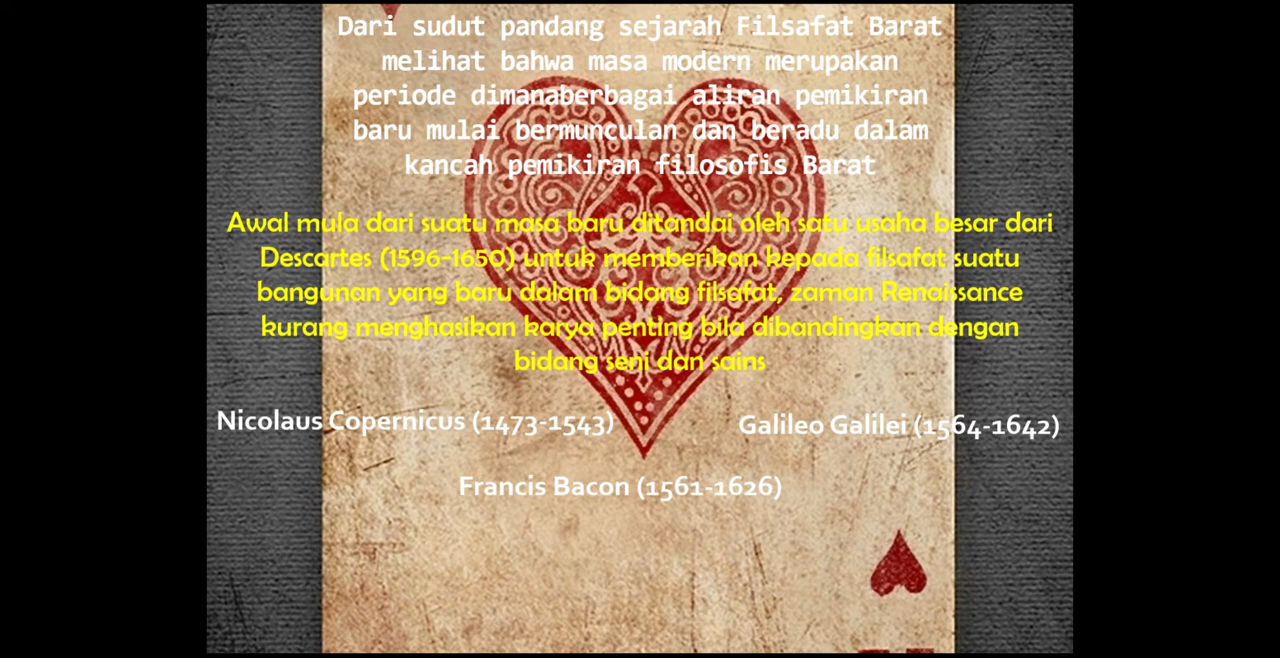 Dari sudut pandang sejarah Filsafat Barat
melihat bahwa masa modern merupakan
periode dimanaberbagai aliran pemikiran
baru mulai bermunculan dan beradu dalam
kancah pemikiran filosofis Barat
Awal mula dari suatu masa baru ditandai oleh satu usaha besar dari
Descartes (1596-1650) untuk memberikan kepada filsafat suatu
bangunan yang baru dalam bidang filsafat, zaman Renaissance
kurang menghasikan karya penting bila dibandingkan dengan
bidang seni dan sains
Nicolaus Copernicus (1473-1543)
Galileo Galilei (1564-1642)
Francis Bacon (1561-1626)